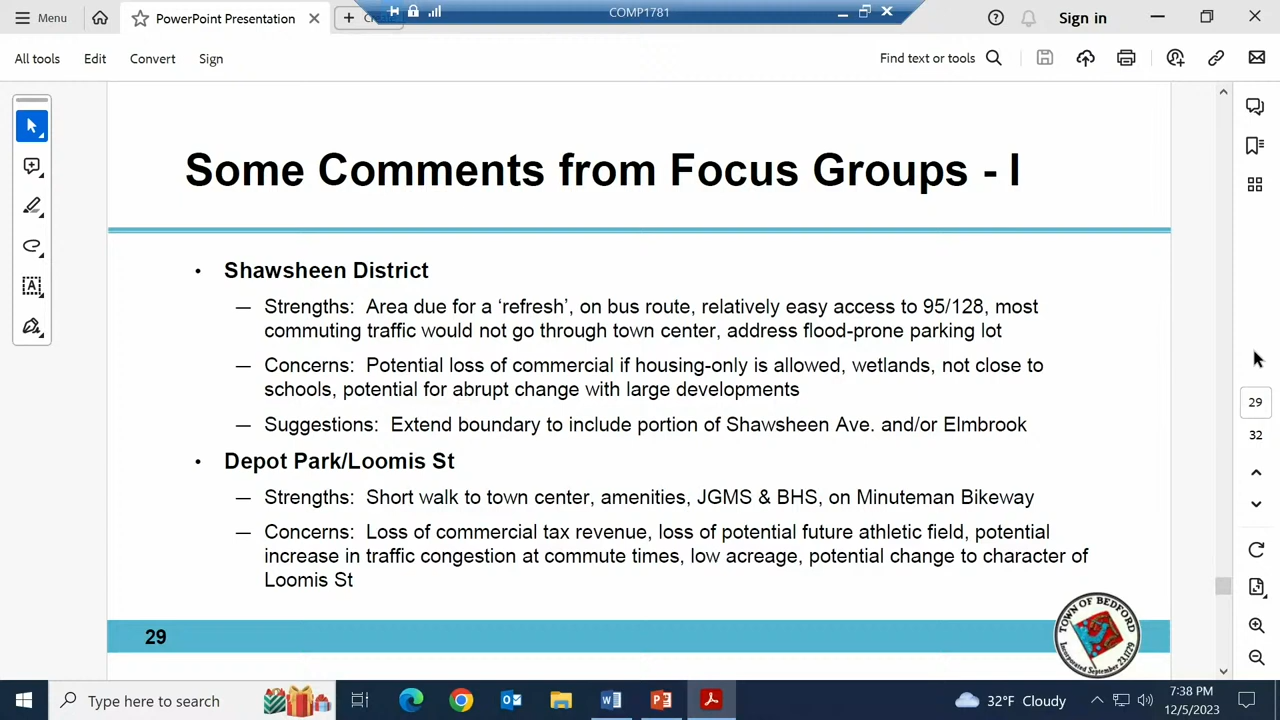 COMP1781
Menu
PowerPoint Presentation
Create
Sign in
All tools
Edit
Convert
Sign
Find text or tools
Some Comments from Focus Groups - I
• Shawsheen District
— Strengths: Area due for a ‘refresh’, on bus route, relatively easy access to 95/128, most
commuting traffic would not go through town center, address flood-prone parking lot
— Concerns: Potential loss of commercial if housing-only is allowed, wetlands, not close to
schools, potential for abrupt change with large developments
— Suggestions: Extend boundary to include portion of Shawsheen Ave. and/or Elmbrook
• Depot Park/Loomis St
— Strengths: Short walk to town center, amenities, JGMS & BHS, on Minuteman Bikeway
— Concerns: Loss of commercial tax revenue, loss of potential future athletic field, potential
increase in traffic congestion at commute times, low acreage, potential change to character of
Loomis St
29
32
29
TOWN OF BEDFORD
Incorporated September 23, 1729
Type here to search
32°F Cloudy
7:38 PM
12/5/2023